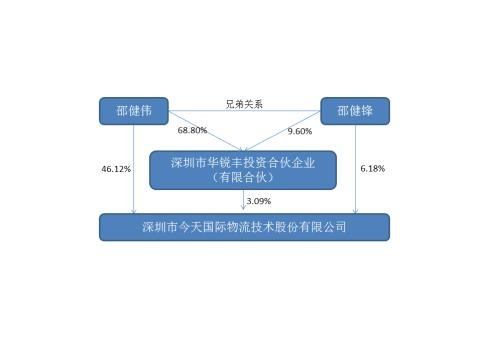 兄弟关系
邵健伟
邵健锋
68.80%
9.60%
46.12%
深圳市华锐丰投资合伙企业
（有限合伙）
6.18%
3.09%
深圳市今天国际物流技术股份有限公司